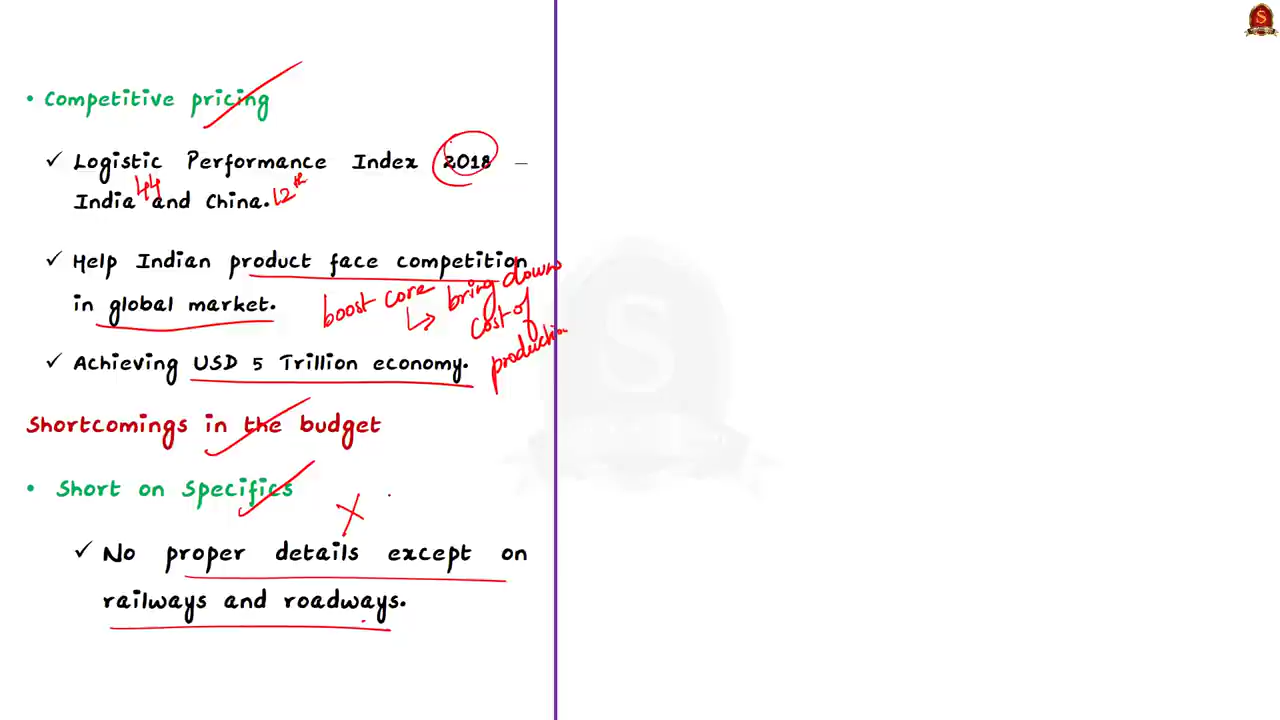 • Competitive pricing
✓ Logistic Performance Index 2018 –
44 12th
India and China.
✓ Help Indian product face competition
in global market.
boost core ↳ bring down cost of production
✓ Achieving USD 5 Trillion economy.
Shortcomings in the budget
• Short on Specifics
✓ No proper details except on
railways and roadways.